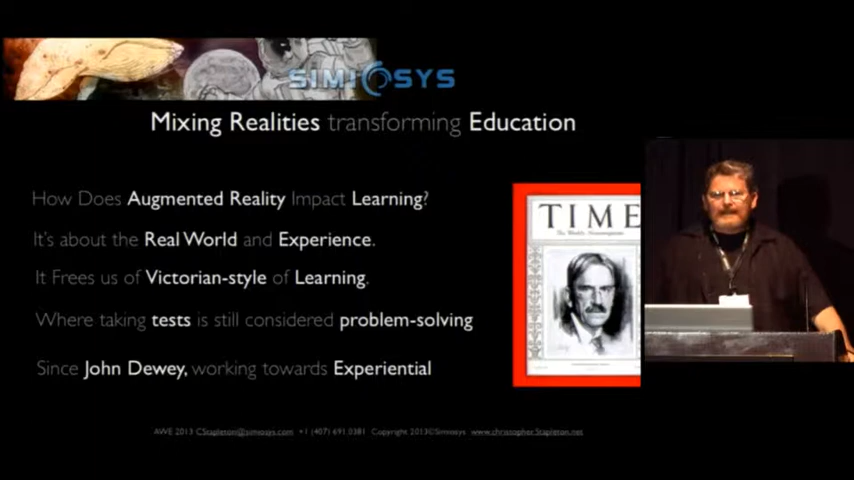 SIMIOSYS
Mixing Realities transforming Education
How Does Augmented Reality Impact Learning?
It's about the Real World and Experience.
It Frees us of Victorian-style of Learning.
Where taking tests is still considered problem-solving
Since John Dewey, working towards Experiential
TIME
The Weekly Newsmagazine
AWE 2013 CStapleton@simiosys.com +1 (407) 691.0381 Copyright 2013©Simiosys www.christopher.Stapleton.net